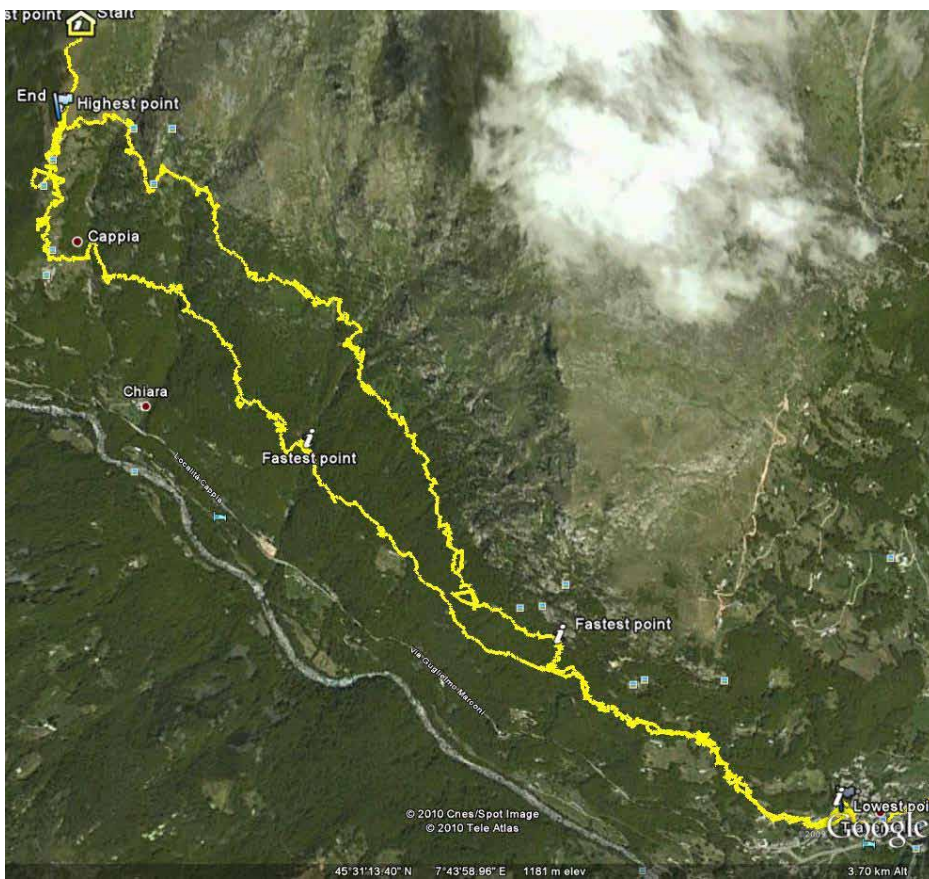 st point Start
End
Highest point
Cappia
Chiara
Località Cappia
Fastest point
Fastest point
via Guglielmo Marconi
Lowest poi
© 2010 Cnes/Spot Image
© 2010 Tele Atlas
Google
45°31'13.40" N 7°43'58.96" E 1181 m elev
3.70 km Alt